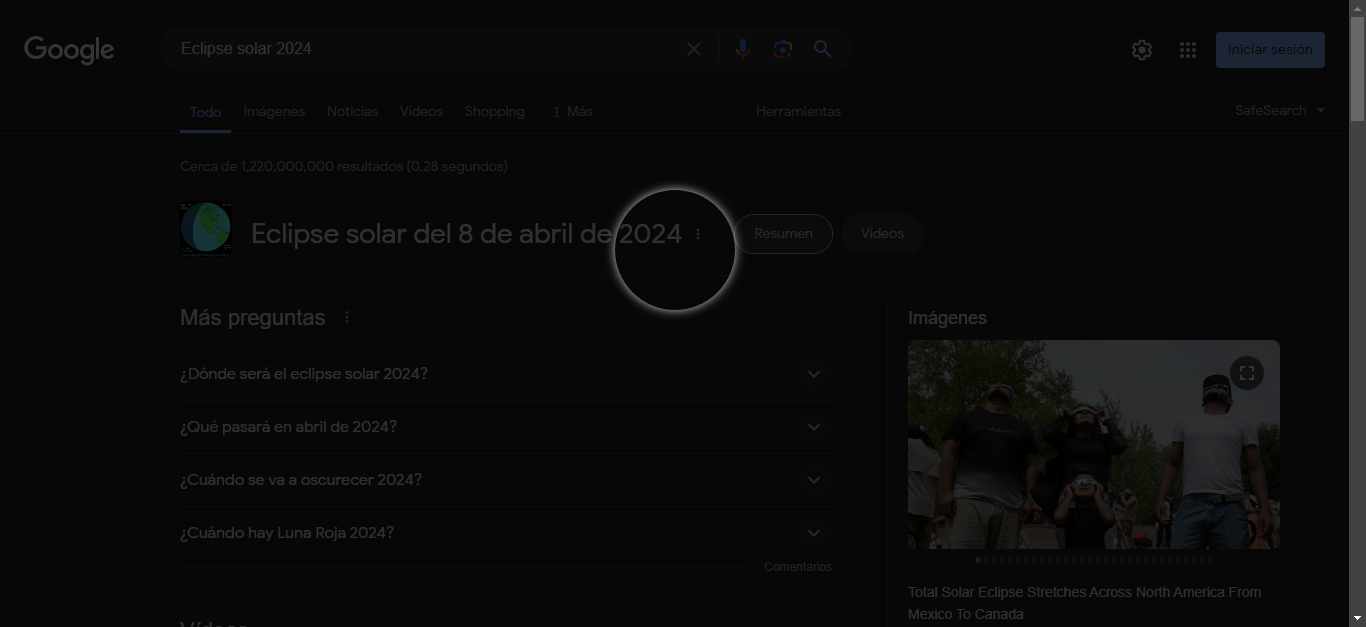 Google
Eclipse solar 2024
Iniciar sesión
Todo
Imágenes
Noticias
Videos
Shopping
Más
Herramientas
SafeSearch
Cerca de 1,220,000,000 resultados (0.28 segundos)
Eclipse solar del 8 de abril de 2024
Resumen
Videos
Más preguntas
¿Dónde será el eclipse solar 2024?
¿Qué pasará en abril de 2024?
¿Cuándo se va a oscurecer 2024?
¿Cuándo hay Luna Roja 2024?
Comentarios
Imágenes
Total Solar Eclipse Stretches Across North America From
Mexico To Canada